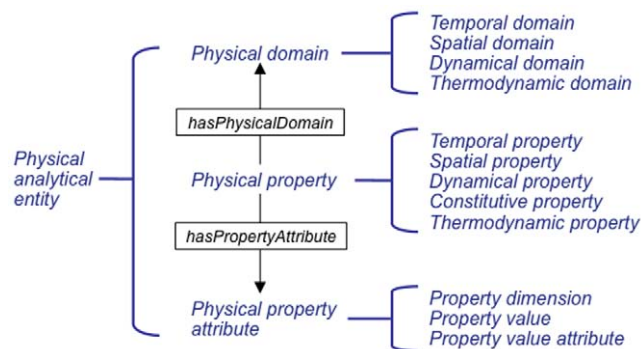 Physical
analytical
entity
Physical domain
Temporal domain
Spatial domain
Dynamical domain
Thermodynamic domain
hasPhysicalDomain
Physical property
Temporal property
Spatial property
Dynamical property
Constitutive property
Thermodynamic property
hasPropertyAttribute
Physical property
attribute
Property dimension
Property value
Property value attribute